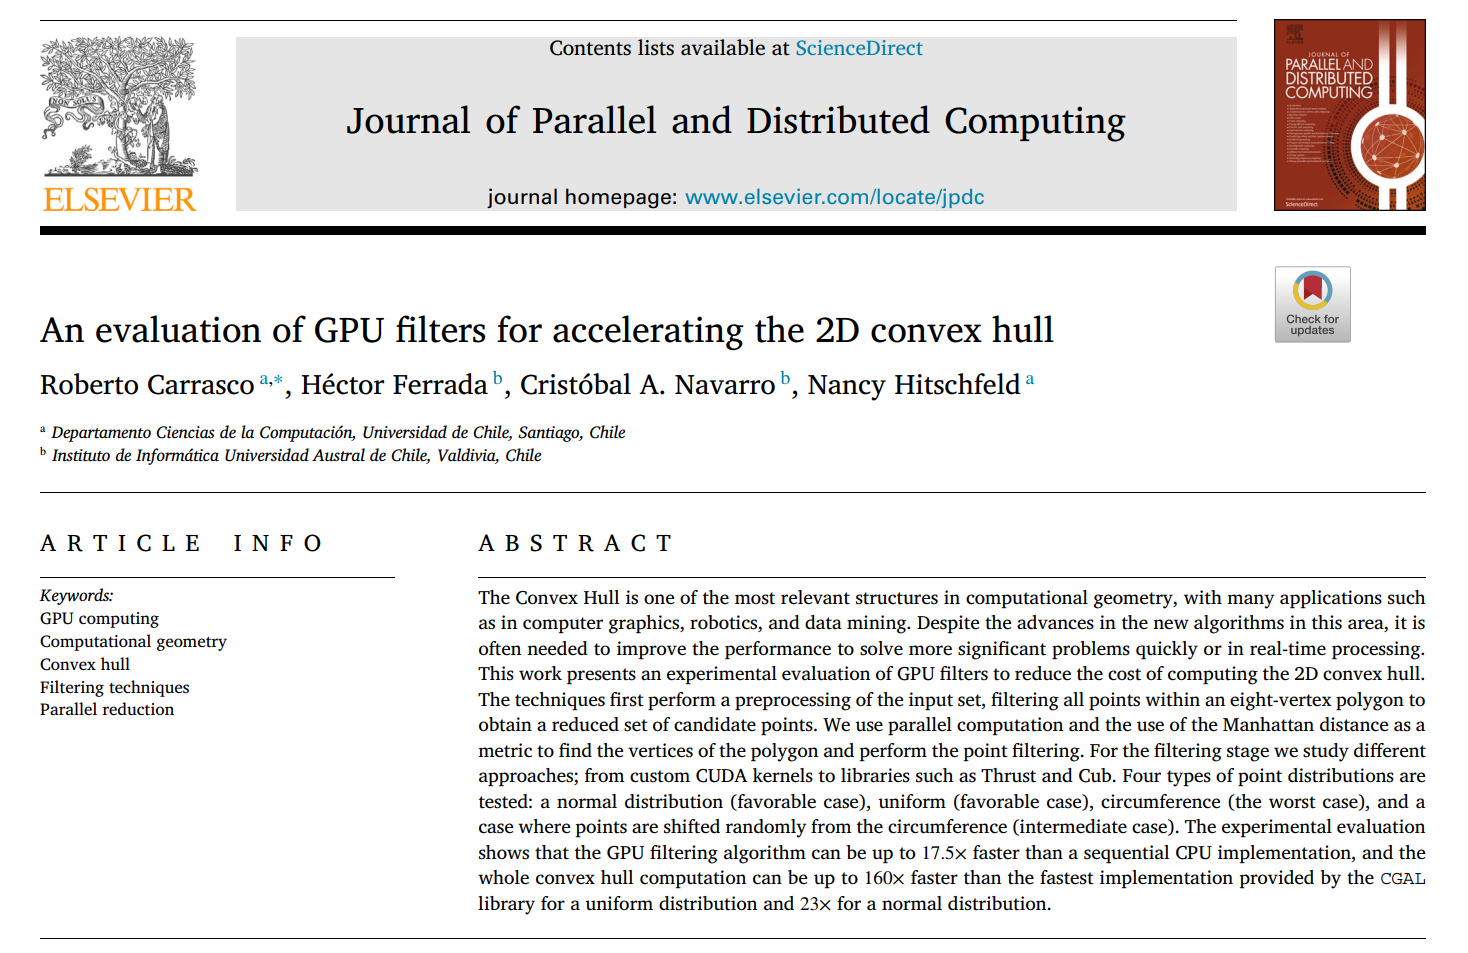 Contents lists available at ScienceDirect
Journal of Parallel and Distributed Computing
journal homepage: www.elsevier.com/locate/jpdc
NON SOLUS
ELSEVIER
JOURNAL OF
PARALLEL AND
DISTRIBUTED
COMPUTING
ScienceDirect
Check for
updates
An evaluation of GPU filters for accelerating the 2D convex hull
Roberto Carrasco a,*, Héctor Ferrada b, Cristóbal A. Navarro b, Nancy Hitschfeld a
a Departamento Ciencias de la Computación, Universidad de Chile, Santiago, Chile
b Instituto de Informática Universidad Austral de Chile, Valdivia, Chile
ARTICLE INFO
Keywords:
GPU computing
Computational geometry
Convex hull
Filtering techniques
Parallel reduction
ABSTRACT
The Convex Hull is one of the most relevant structures in computational geometry, with many applications such
as in computer graphics, robotics, and data mining. Despite the advances in the new algorithms in this area, it is
often needed to improve the performance to solve more significant problems quickly or in real-time processing.
This work presents an experimental evaluation of GPU filters to reduce the cost of computing the 2D convex hull.
The techniques first perform a preprocessing of the input set, filtering all points within an eight-vertex polygon to
obtain a reduced set of candidate points. We use parallel computation and the use of the Manhattan distance as a
metric to find the vertices of the polygon and perform the point filtering. For the filtering stage we study different
approaches; from custom CUDA kernels to libraries such as Thrust and Cub. Four types of point distributions are
tested: a normal distribution (favorable case), uniform (favorable case), circumference (the worst case), and a
case where points are shifted randomly from the circumference (intermediate case). The experimental evaluation
shows that the GPU filtering algorithm can be up to 17.5× faster than a sequential CPU implementation, and the
whole convex hull computation can be up to 160× faster than the fastest implementation provided by the CGAL
library for a uniform distribution and 23× for a normal distribution.